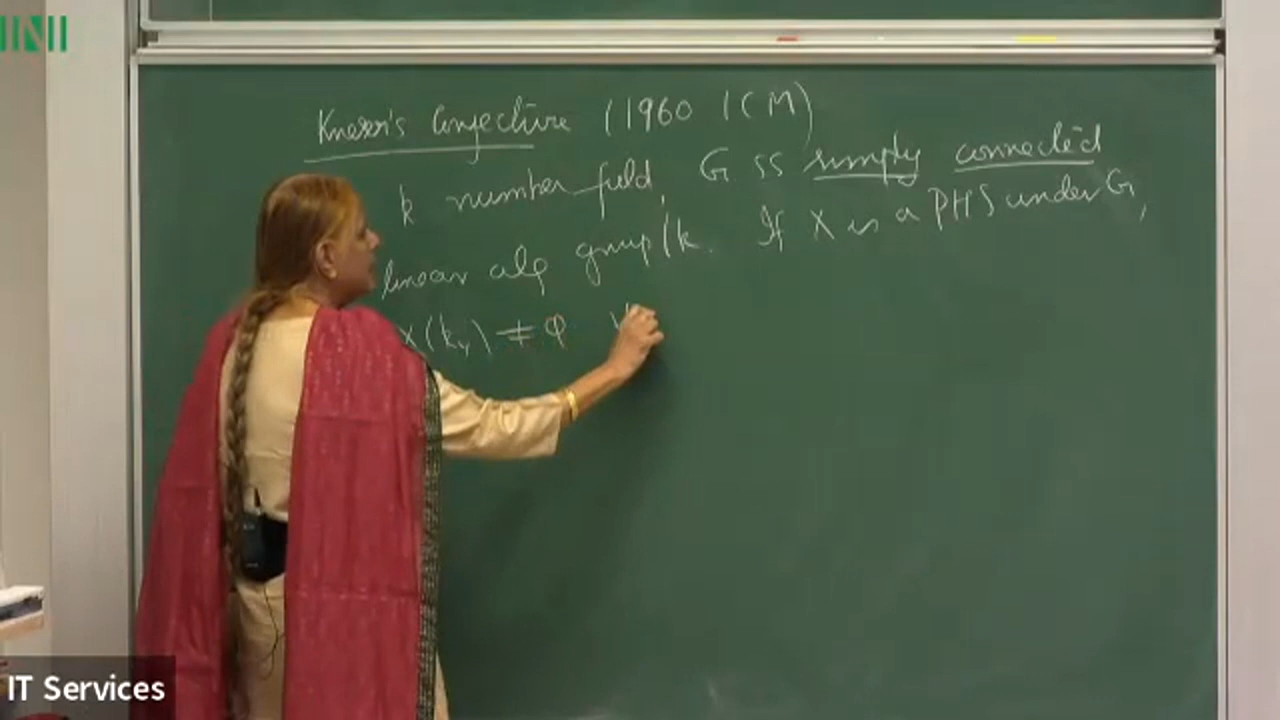 INI
Kneser's Conjecture (1960 ICM)
k number field, G ss simply connected
linear alg group/k. If X is a PHS under G,
X(kv) ≠ φ
IT Services